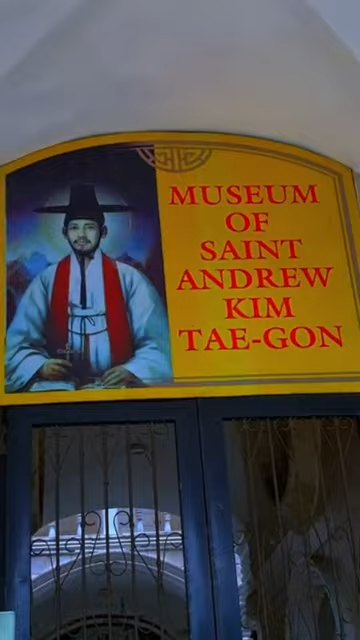 MUSEUM
OF
SAINT
ANDREW
KIM
TAE-GON